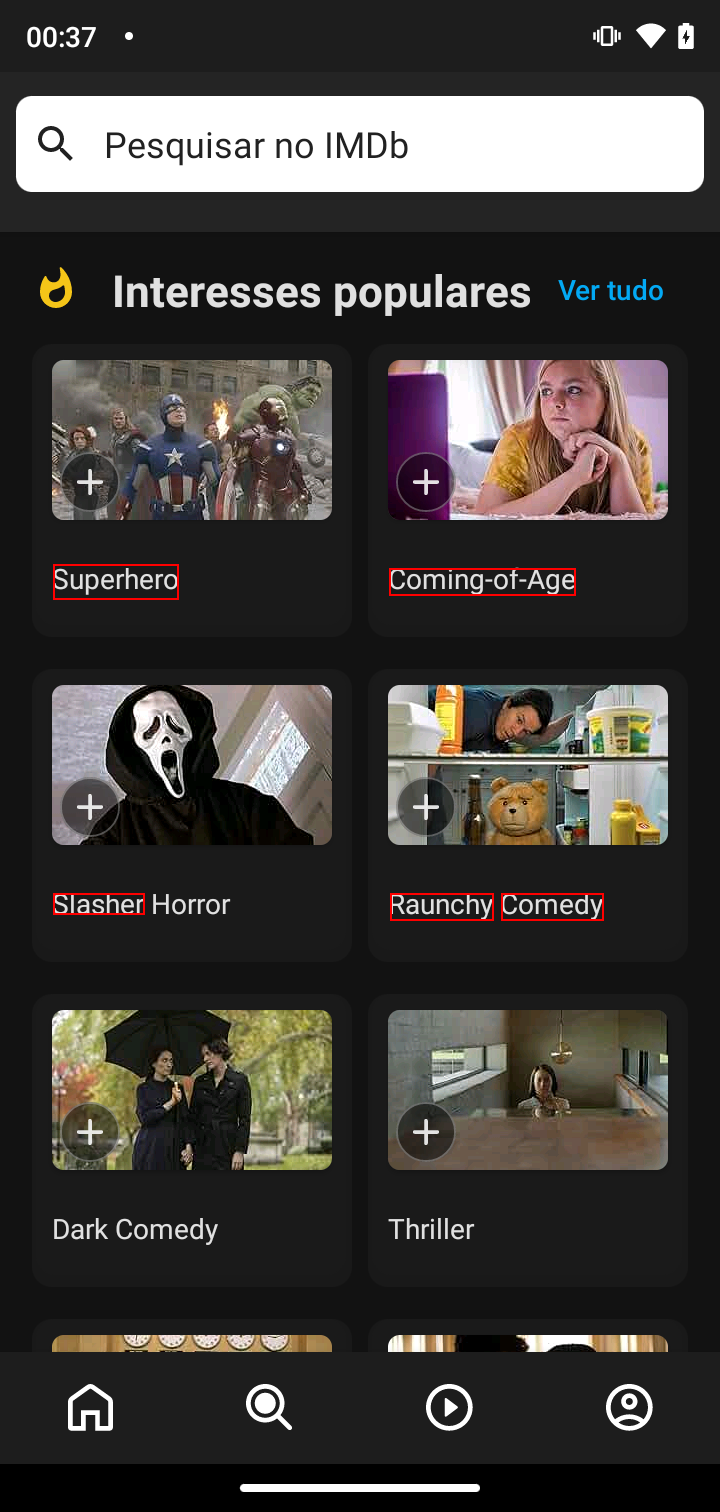 00:37
Pesquisar no IMDb
Interesses populares Ver tudo
Superhero
Coming-of-Age
Slasher Horror
Raunchy Comedy
Dark Comedy
Thriller